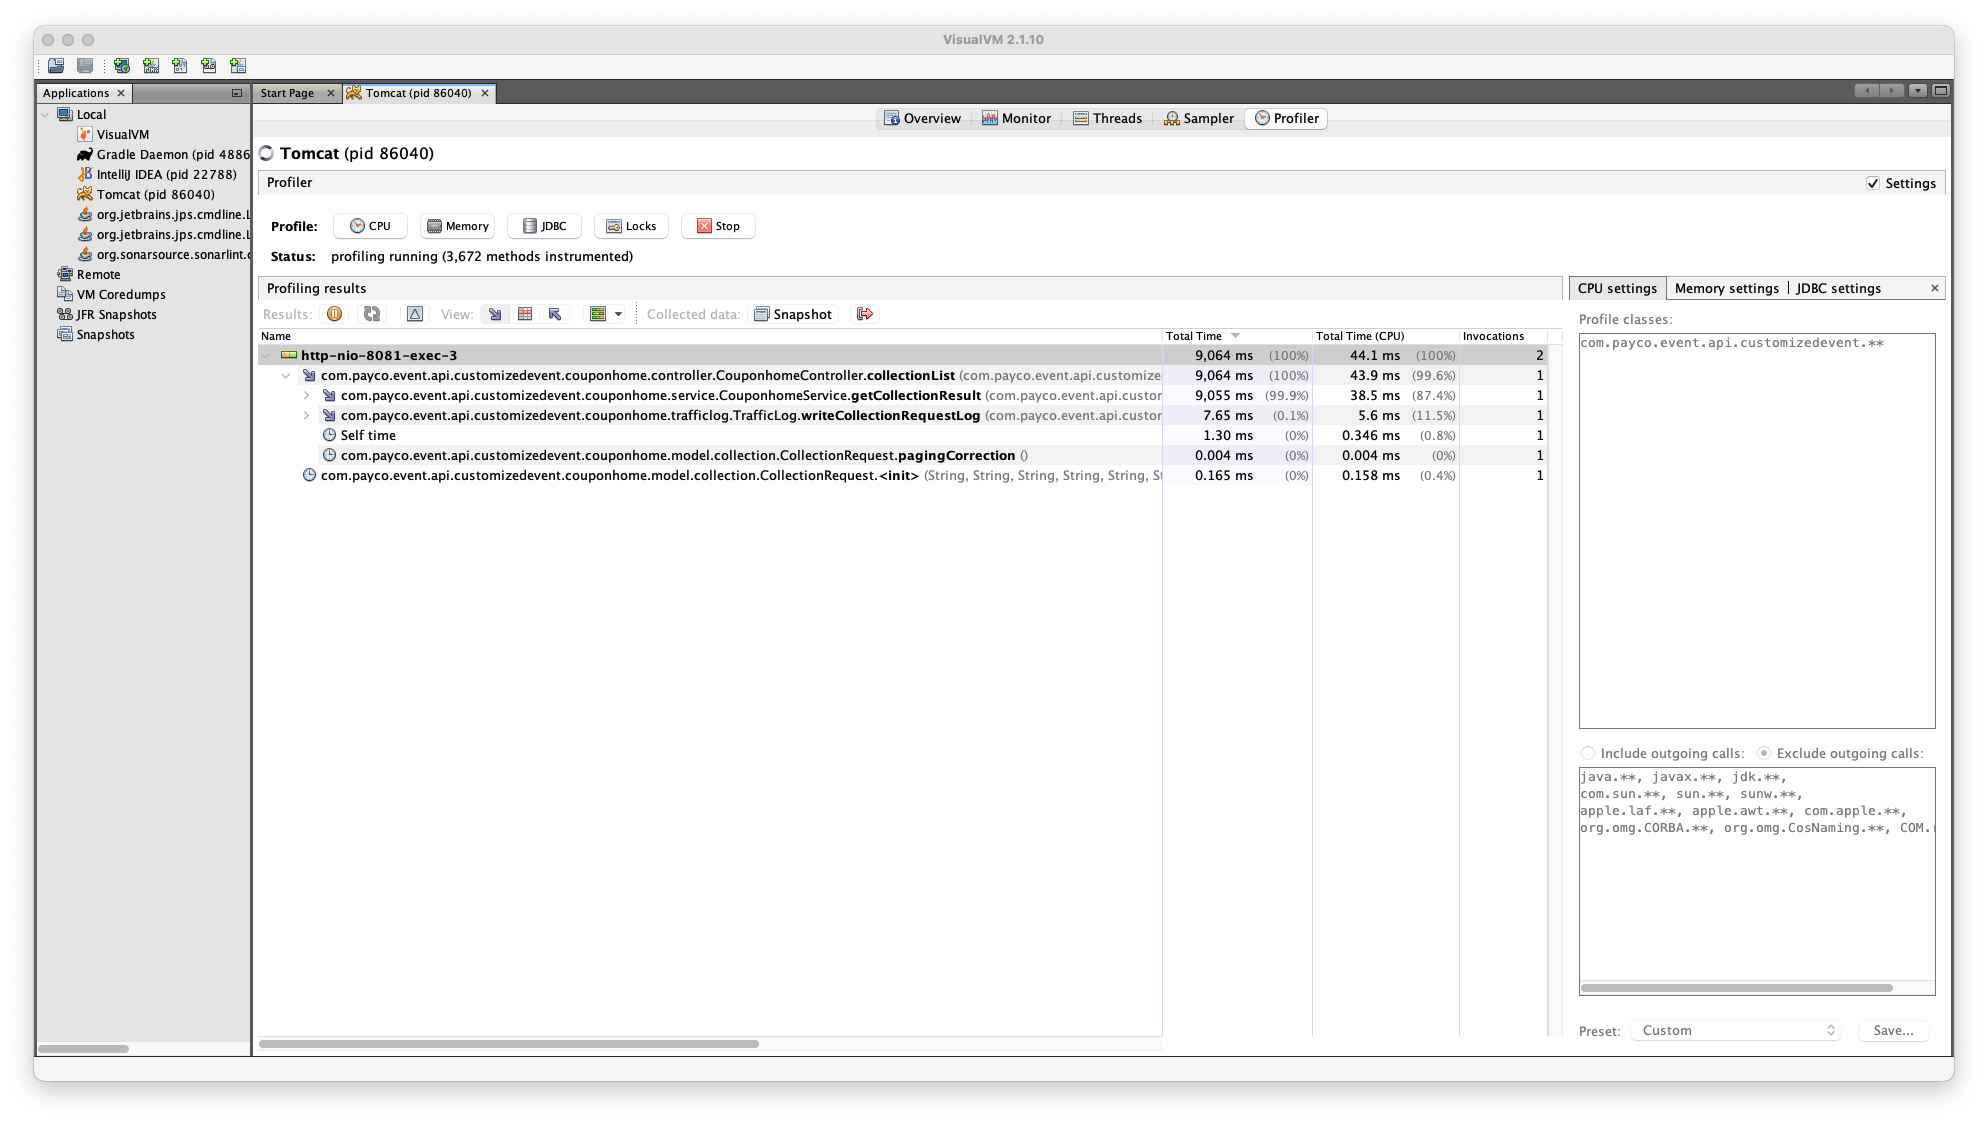 VisualVM 2.1.10
Applications
Start Page
Tomcat (pid 86040)
Local
VisualVM
Gradle Daemon (pid 4886
IntelliJ IDEA (pid 22788)
Tomcat (pid 86040)
org.jetbrains.jps.cmdline.L
org.jetbrains.jps.cmdline.L
org.sonarsource.sonarlint.c
Remote
VM Coredumps
JFR Snapshots
Snapshots
Overview Monitor Threads Sampler Profiler
Tomcat (pid 86040)
Profiler Settings
Profile: CPU Memory JDBC Locks Stop
Status: profiling running (3,672 methods instrumented)
Profiling results
Results: View: Collected data: Snapshot
Name Total Time Total Time (CPU) Invocations
http-nio-8081-exec-3 9,064 ms (100%) 44.1 ms (100%) 2
com.payco.event.api.customizedevent.couponhome.controller.CouponhomeController.collectionList (com.payco.event.api.customize 9,064 ms (100%) 43.9 ms (99.6%) 1
com.payco.event.api.customizedevent.couponhome.service.CouponhomeService.getCollectionResult (com.payco.event.api.custor 9,055 ms (99.9%) 38.5 ms (87.4%) 1
com.payco.event.api.customizedevent.couponhome.trafficlog.TrafficLog.writeCollectionRequestLog (com.payco.event.api.custor 7.65 ms (0.1%) 5.6 ms (11.5%) 1
Self time 1.30 ms (0%) 0.346 ms (0.8%) 1
com.payco.event.api.customizedevent.couponhome.model.collection.CollectionRequest.pagingCorrection () 0.004 ms (0%) 0.004 ms (0%) 1
com.payco.event.api.customizedevent.couponhome.model.collection.CollectionRequest.<init> (String, String, String, String, String, St 0.165 ms (0%) 0.158 ms (0.4%) 1
CPU settings Memory settings JDBC settings
Profile classes:
com.payco.event.api.customizedevent.**
Include outgoing calls: Exclude outgoing calls:
java.**, javax.**, jdk.**,
com.sun.**, sun.**, sunw.**,
apple.laf.**, apple.awt.**, com.apple.**,
org.omg.CORBA.**, org.omg.CosNaming.**, COM.
Preset: Custom Save...